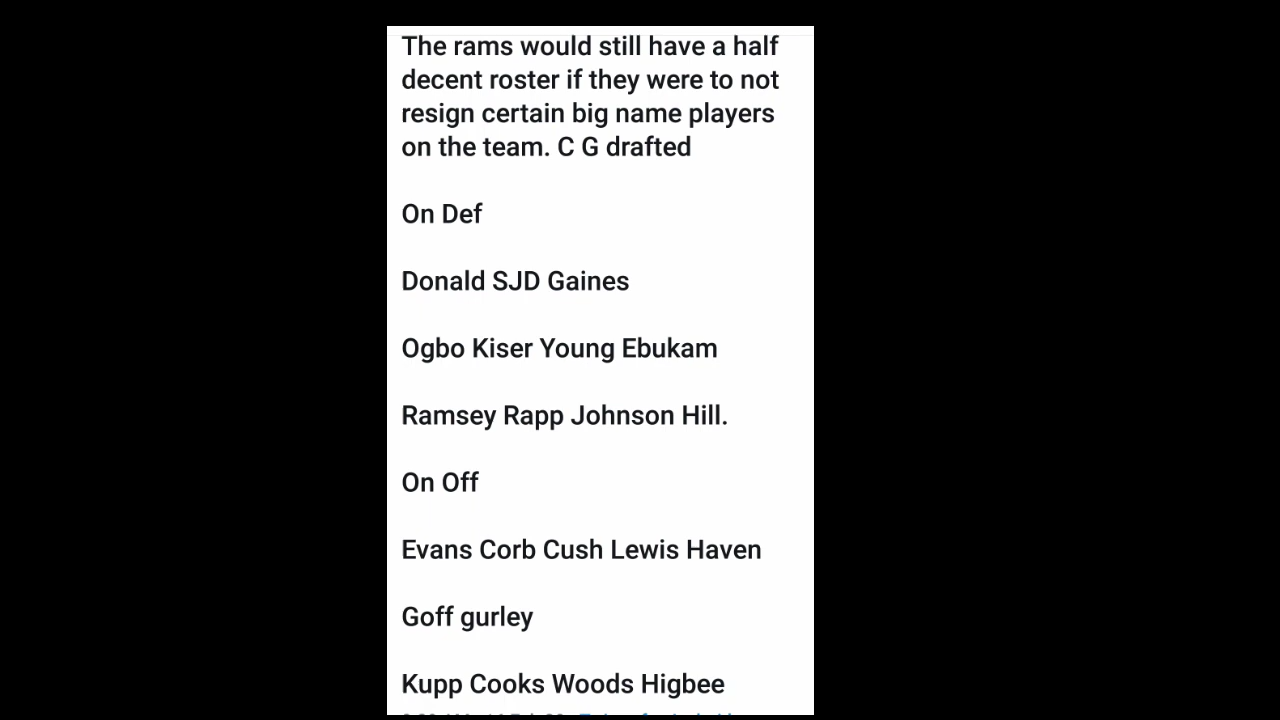 The rams would still have a half
decent roster if they were to not
resign certain big name players
on the team. C G drafted
On Def
Donald SJD Gaines
Ogbo Kiser Young Ebukam
Ramsey Rapp Johnson Hill.
On Off
Evans Corb Cush Lewis Haven
Goff gurley
Kupp Cooks Woods Higbee